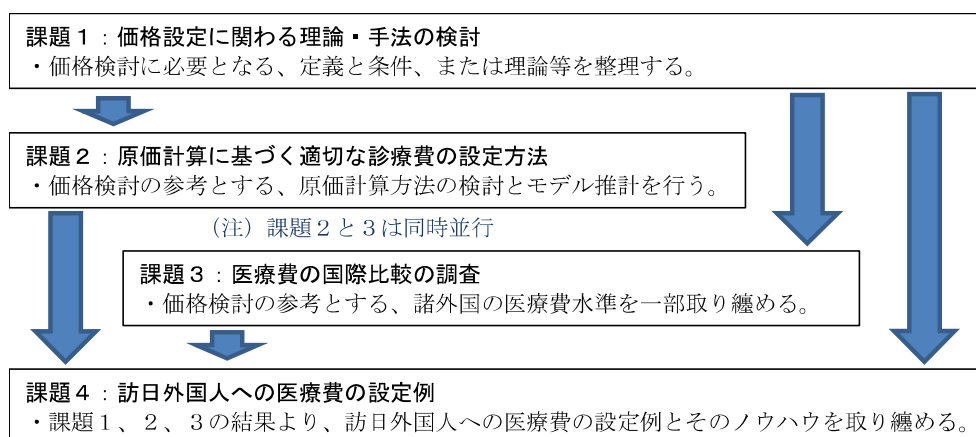 課題１：価格設定に関わる理論・手法の検討
・価格検討に必要となる、定義と条件、または理論等を整理する。
課題２：原価計算に基づく適切な診療費の設定方法
・価格検討の参考とする、原価計算方法の検討とモデル推計を行う。
（注）課題２と３は同時並行
課題３：医療費の国際比較の調査
・価格検討の参考とする、諸外国の医療費水準を一部取り纏める。
課題４：訪日外国人への医療費の設定例
・課題１、２、３の結果より、訪日外国人への医療費の設定例とそのノウハウを取り纏める。